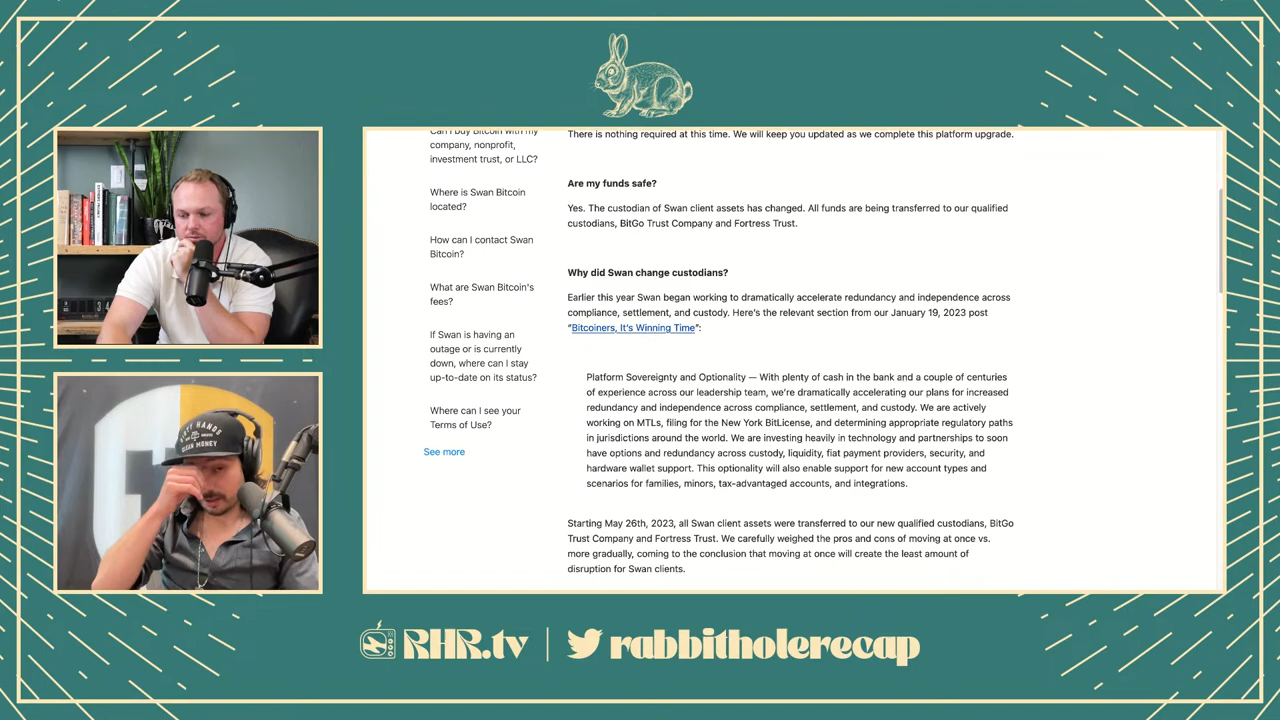 Can I buy Bitcoin with my
company, nonprofit,
investment trust, or LLC?
Where is Swan Bitcoin
located?
How can I contact Swan
Bitcoin?
What are Swan Bitcoin's
fees?
If Swan is having an
outage or is currently
down, where can I stay
up-to-date on its status?
Where can I see your
Terms of Use?
See more
There is nothing required at this time. We will keep you updated as we complete this platform upgrade.
Are my funds safe?
Yes. The custodian of Swan client assets has changed. All funds are being transferred to our qualified
custodians, BitGo Trust Company and Fortress Trust.
Why did Swan change custodians?
Earlier this year Swan began working to dramatically accelerate redundancy and independence across
compliance, settlement, and custody. Here's the relevant section from our January 19, 2023 post
“Bitcoiners, It's Winning Time”:
Platform Sovereignty and Optionality — With plenty of cash in the bank and a couple of centuries
of experience across our leadership team, we're dramatically accelerating our plans for increased
redundancy and independence across compliance, settlement, and custody. We are actively
working on MTLs, filing for the New York BitLicense, and determining appropriate regulatory paths
in jurisdictions around the world. We are investing heavily in technology and partnerships to soon
have options and redundancy across custody, liquidity, fiat payment providers, security, and
hardware wallet support. This optionality will also enable support for new account types and
scenarios for families, minors, tax-advantaged accounts, and integrations.
Starting May 26th, 2023, all Swan client assets were transferred to our new qualified custodians, BitGo
Trust Company and Fortress Trust. We carefully weighed the pros and cons of moving at once vs.
more gradually, coming to the conclusion that moving at once will create the least amount of
disruption for Swan clients.
HANDS
CLEAN MONEY
RHR.tv | rabbitholerecap